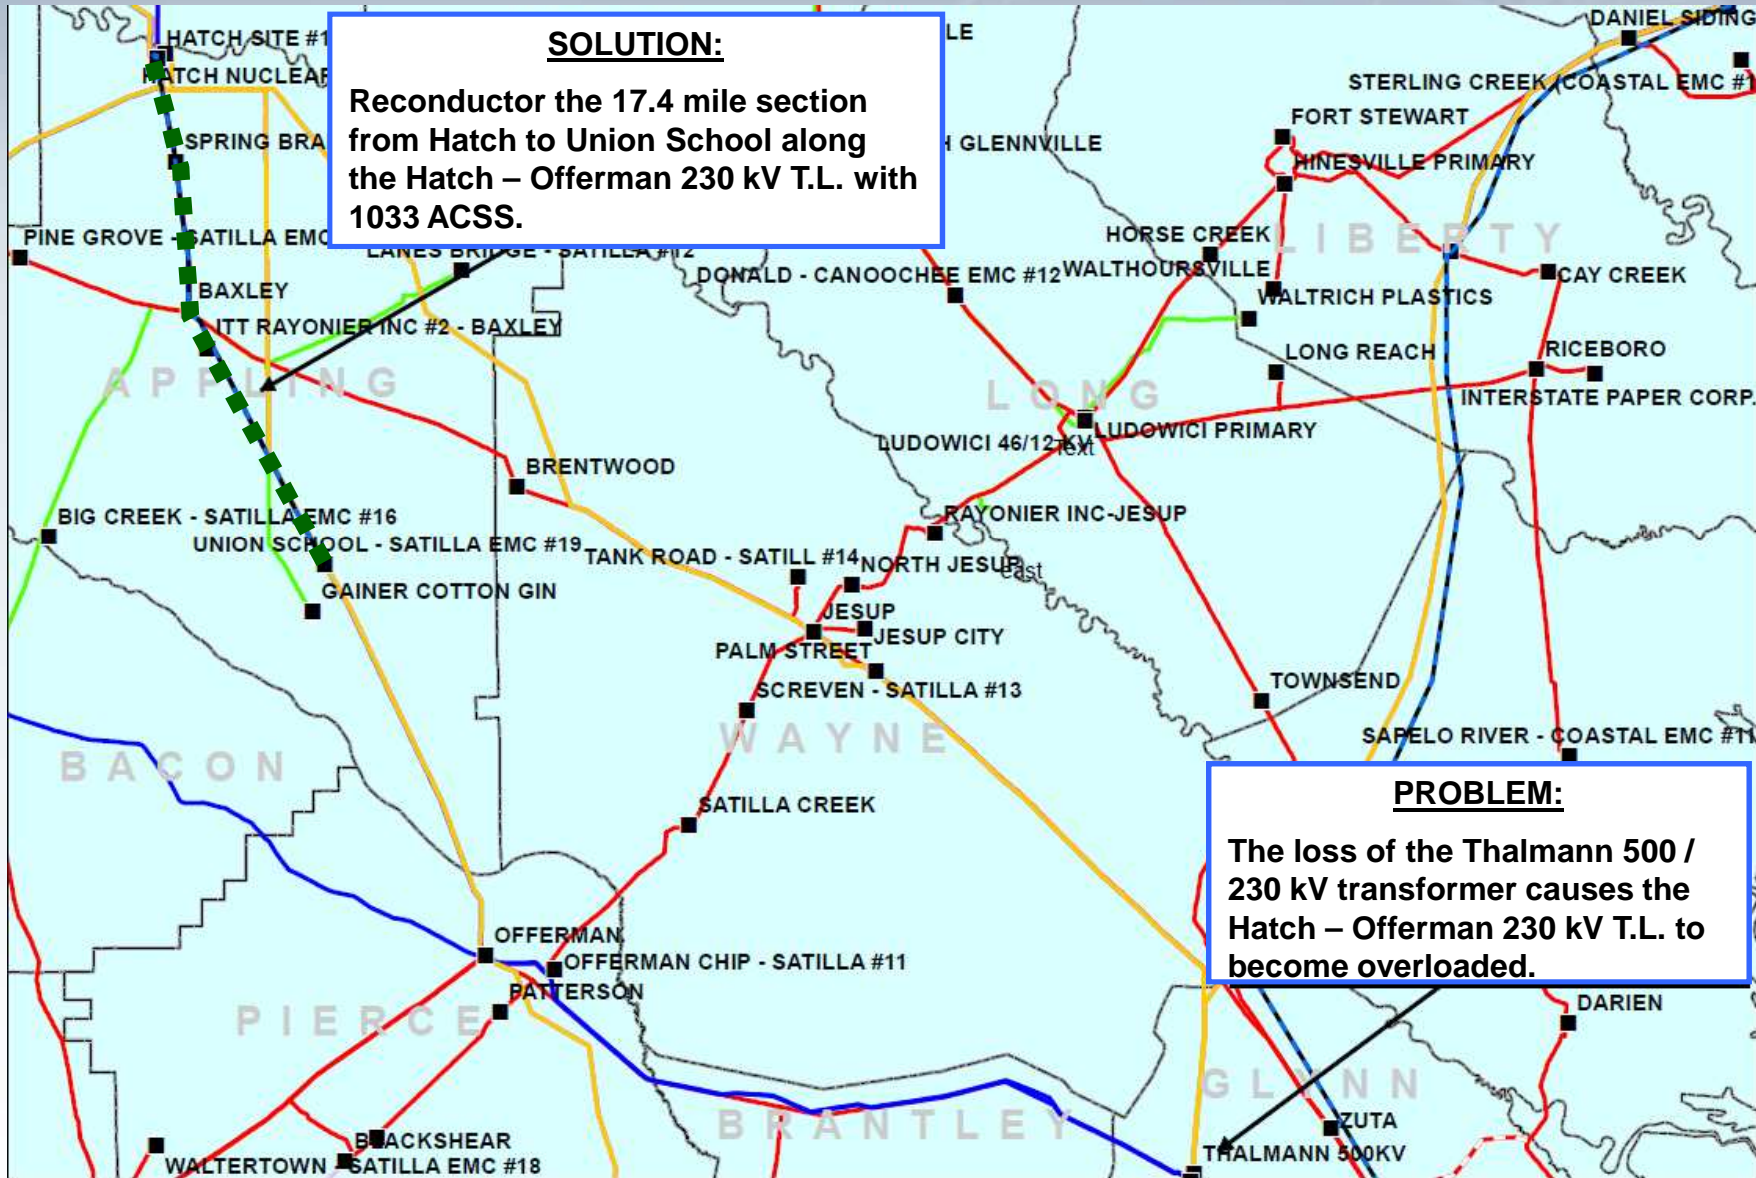 HATCH SITE #1
HATCH NUCLEAR
SPRING BRA
PINE GROVE - SATILLA EMC
BAXLEY
LANES BRIDGE - SATILLA #12
ITT RAYONIER INC #2 - BAXLEY
APPLING
SOLUTION:
Reconductor the 17.4 mile section
from Hatch to Union School along
the Hatch – Offerman 230 kV T.L. with
1033 ACSS.
LE
GLENNVILLE
DANIEL SIDING
STERLING CREEK (COASTAL EMC #1
FORT STEWART
HINESVILLE PRIMARY
LIBERTY
HORSE CREEK
WALTHOURSVILLE
DONALD - CANOOCHEE EMC #12
CAY CREEK
WALTRICH PLASTICS
LONG REACH
RICEBORO
LONG
INTERSTATE PAPER CORP.
LUDOWICI PRIMARY
LUDOWICI 46/12 KV
Text
BRENTWOOD
BIG CREEK - SATILLA EMC #16
UNION SCHOOL - SATILLA EMC #19
GAINER COTTON GIN
RAYONIER INC-JESUP
TANK ROAD - SATILL #14
NORTH JESUP
east
JESUP
JESUP CITY
PALM STREET
SCREVEN - SATILLA #13
TOWNSEND
WAYNE
BACON
SAPELO RIVER - COASTAL EMC #11
SATILLA CREEK
PROBLEM:
The loss of the Thalmann 500 /
230 kV transformer causes the
Hatch – Offerman 230 kV T.L. to
become overloaded.
OFFERMAN
OFFERMAN CHIP - SATILLA #11
PATTERSON
PIERCE
DARIEN
GLYNN
BRANTLEY
ZUTA
THALMANN 500KV
BLACKSHEAR
WALTERTOWN - SATILLA EMC #18